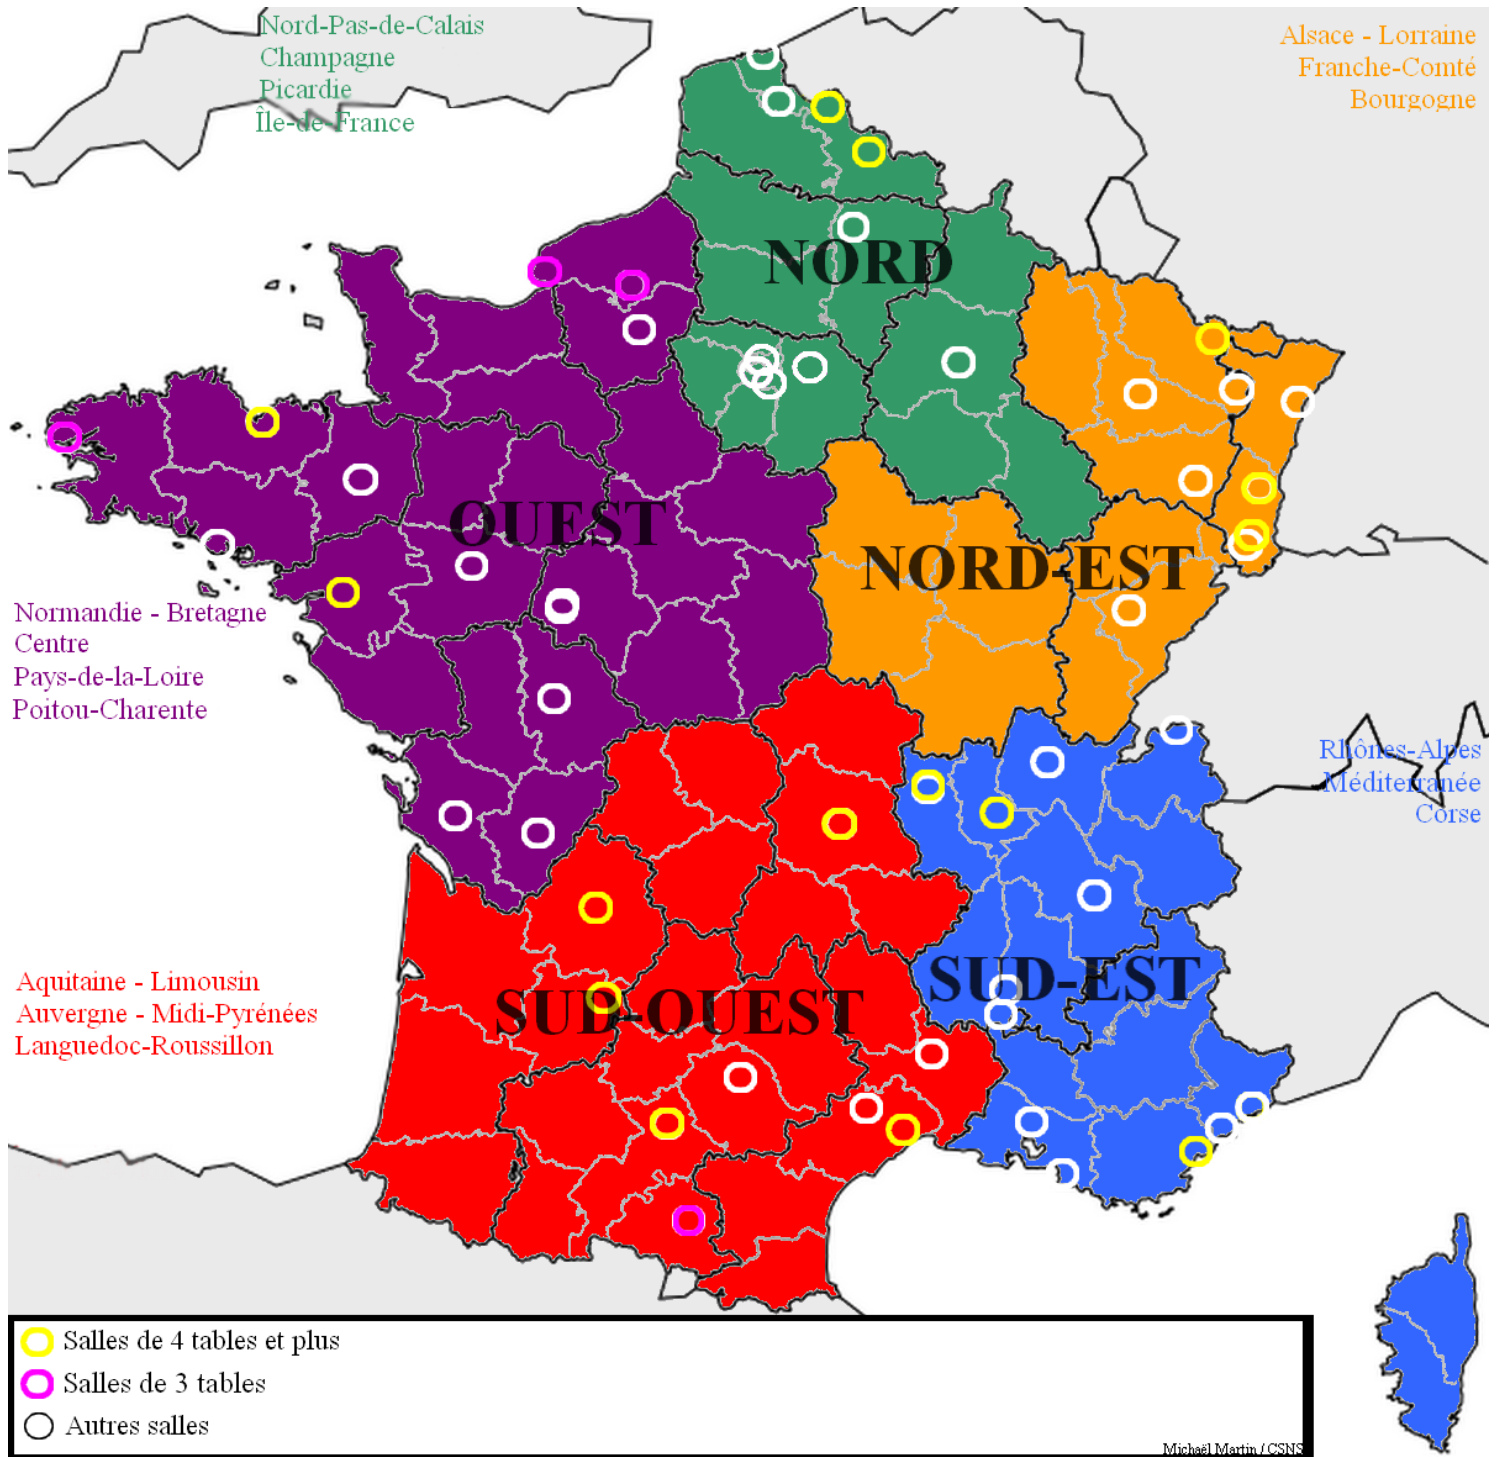 Nord-Pas-de-Calais
Champagne
Picardie
Île-de-France
Alsace - Lorraine
Franche-Comté
Bourgogne
NORD
OUEST
NORD-EST
Normandie - Bretagne
Centre
Pays-de-la-Loire
Poitou-Charente
Rhônes-Alpes
Méditerranée
Corse
SUD-EST
SUD-OUEST
Aquitaine - Limousin
Auvergne - Midi-Pyrénées
Languedoc-Roussillon
Salles de 4 tables et plus
Salles de 3 tables
Autres salles
Michaël Martin / CSNS